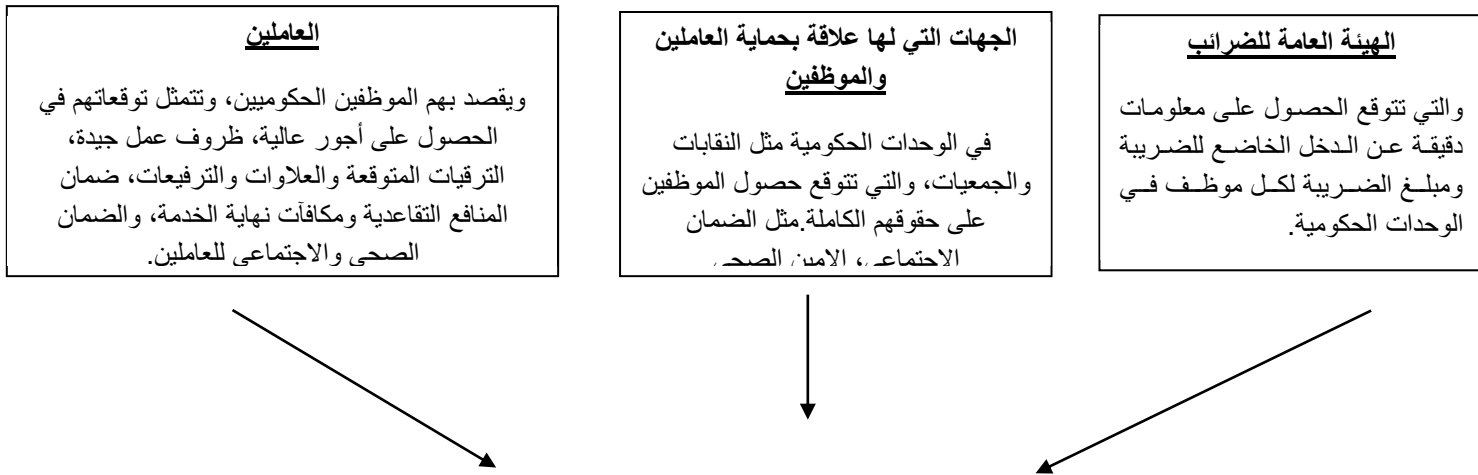 الهيئة العامة للضرائب
والتي تتوقع الحصول على معلومات
دقيقة عن الدخل الخاضع للضريبة
ومبلغ الضريبة لكل موظف في
الوحدات الحكومية.
الجهات التي لها علاقة بحماية العاملين
والموظفين
في الوحدات الحكومية مثل النقابات
والجمعيات، والتي تتوقع حصول الموظفين
على حقوقهم الكاملة.مثل الضمان
الاجتماعي، الامين الصحي
العاملين
ويقصد بهم الموظفين الحكوميين، وتتمثل توقعاتهم في
الحصول على أجور عالية، ظروف عمل جيدة،
الترقيات المتوقعة والعلاوات والترفيعات، ضمان
المنافع التقاعدية ومكافآت نهاية الخدمة، والضمان
الصحي والاجتماعي للعاملين.